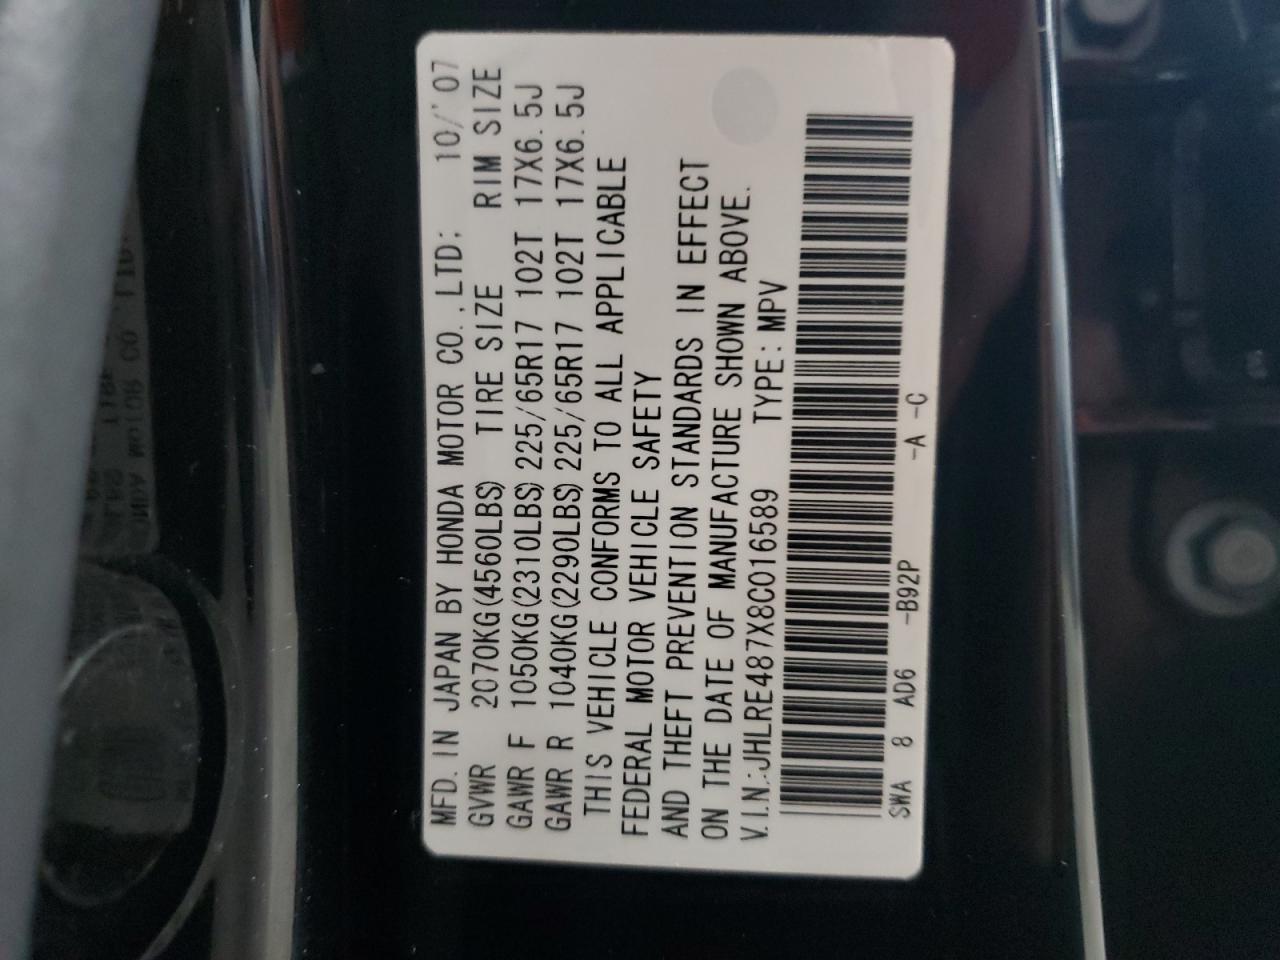 MFD. IN JAPAN BY HONDA MOTOR CO., LTD: 10/'07
GVWR 2070KG(4560LBS) TIRE SIZE RIM SIZE
GAWR F 1050KG(2310LBS) 225/65R17 102T 17X6.5J
GAWR R 1040KG(2290LBS) 225/65R17 102T 17X6.5J
THIS VEHICLE CONFORMS TO ALL APPLICABLE
FEDERAL MOTOR VEHICLE SAFETY
AND THEFT PREVENTION STANDARDS IN EFFECT
ON THE DATE OF MANUFACTURE SHOWN ABOVE.
V.I.N.:JHLRE487X8C016589 TYPE: MPV
SWA 8 AD6 -B92P -A -C